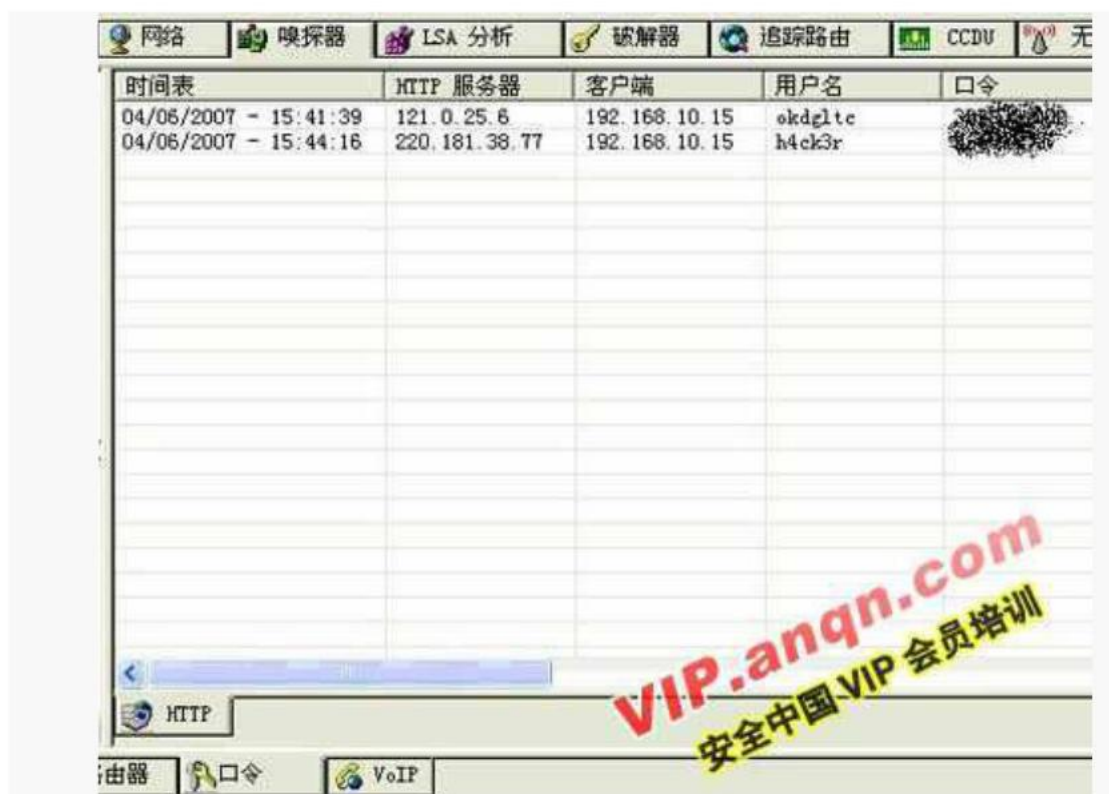 网络 嗅探器 LSA 分析 破解器 追踪路由 CCDU 无
时间表 HTTP 服务器 客户端 用户名 口令
04/06/2007 - 15:41:39 121.0.25.6 192.168.10.15 okdgltc
04/06/2007 - 15:44:16 220.181.38.77 192.168.10.15 h4ck3r
VIP.anqn.com
安全中国 VIP 会员培训
HTTP
由器 口令 VoIP